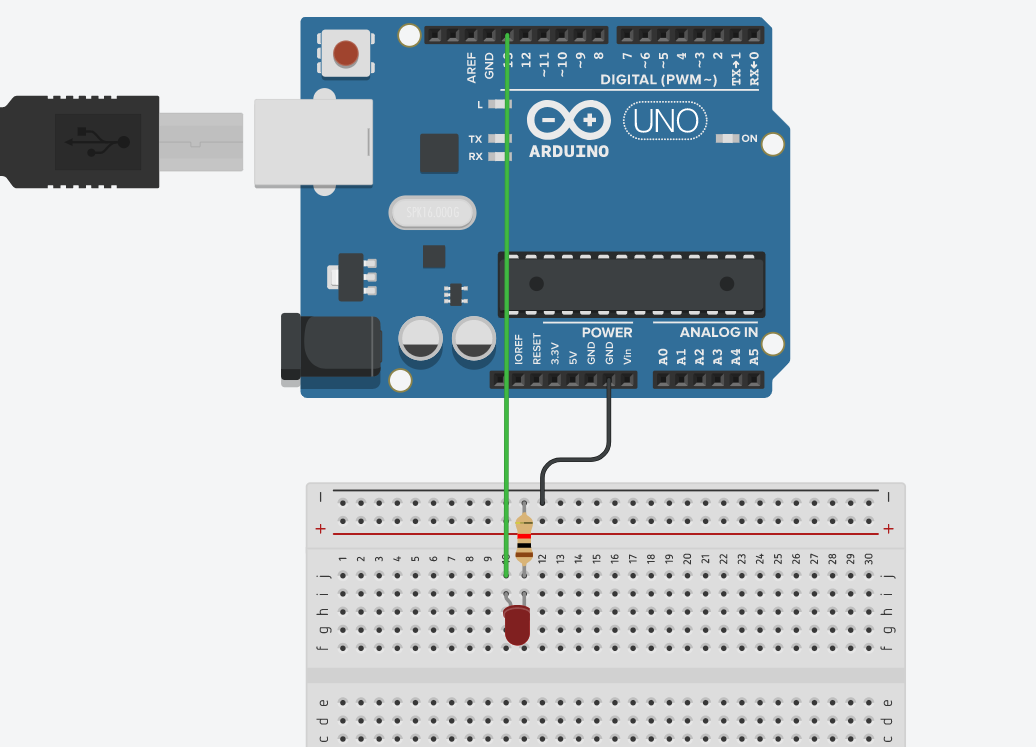 AREF GND 13 12 ~11 ~10 ~9 8 7 ~6 ~5 4 ~3 2 TX→1 RX←0
DIGITAL (PWM~)
L
TX
RX
UNO
ON
ARDUINO
SPK16.000G
POWER
ANALOG IN
IOREF RESET 3.3V 5V GND GND Vin A0 A1 A2 A3 A4 A5
− −
+ +
1 2 3 4 5 6 7 8 9 10 12 13 14 15 16 17 18 19 20 21 22 23 24 25 26 27 28 29 30
j j
i i
h h
g g
f f
e e
d d
c c